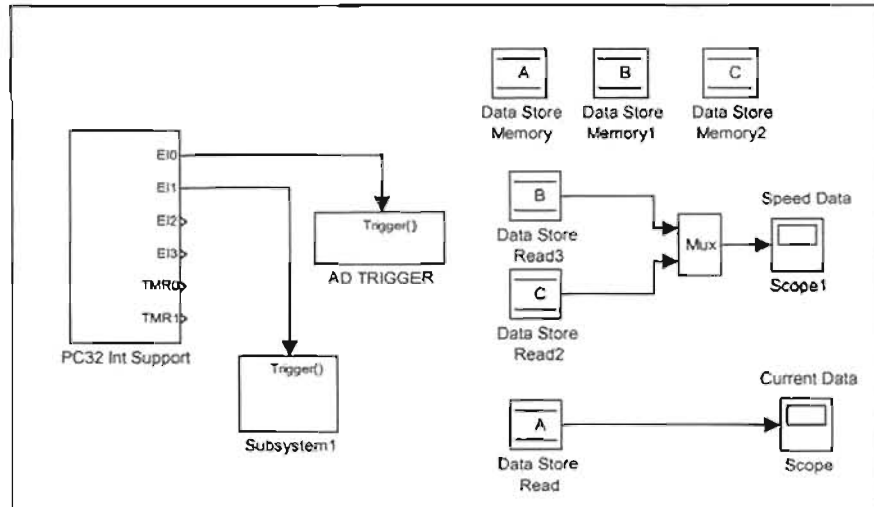 A
Data Store
Memory
B
Data Store
Memory1
C
Data Store
Memory2
EI0
EI1
EI2
EI3
TMR0
TMR1
PC32 Int Support
Trigger()
AD TRIGGER
Trigger()
Subsystem1
B
Data Store
Read3
C
Data Store
Read2
Mux
Speed Data
Scope1
A
Data Store
Read
Current Data
Scope